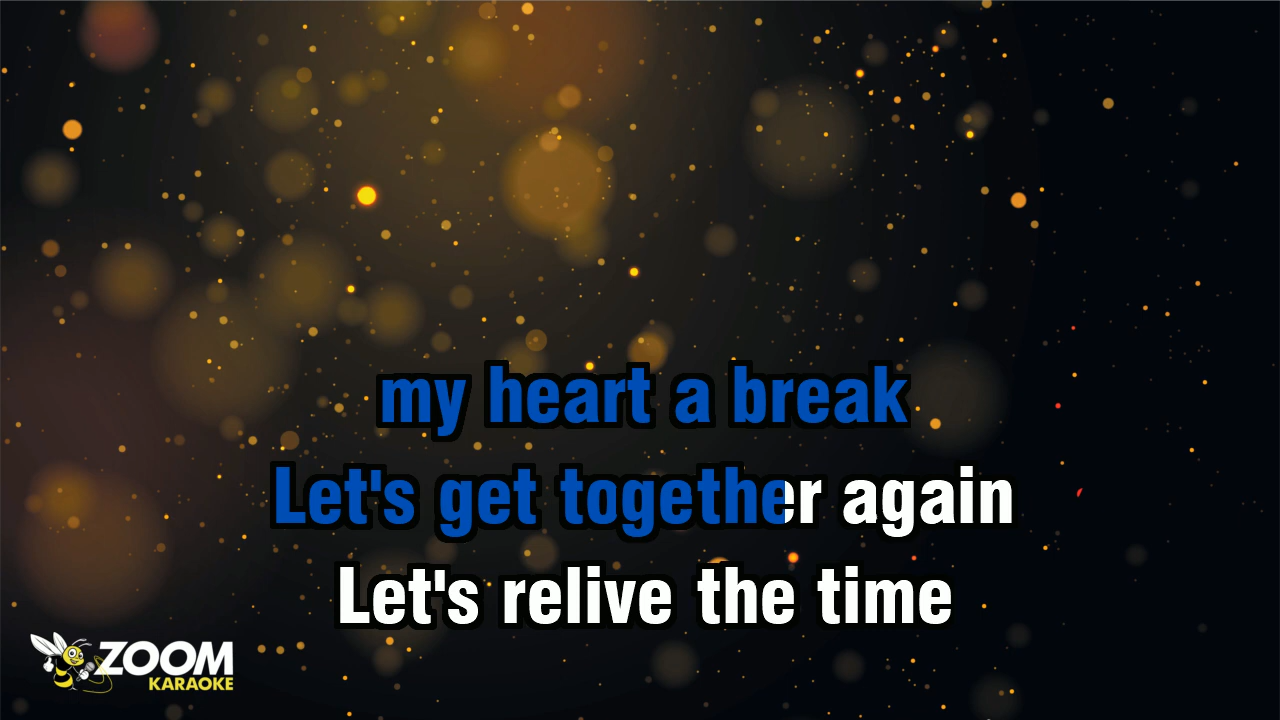 my heart a break
Let's get together again
Let's relive the time
ZOOM
KARAOKE